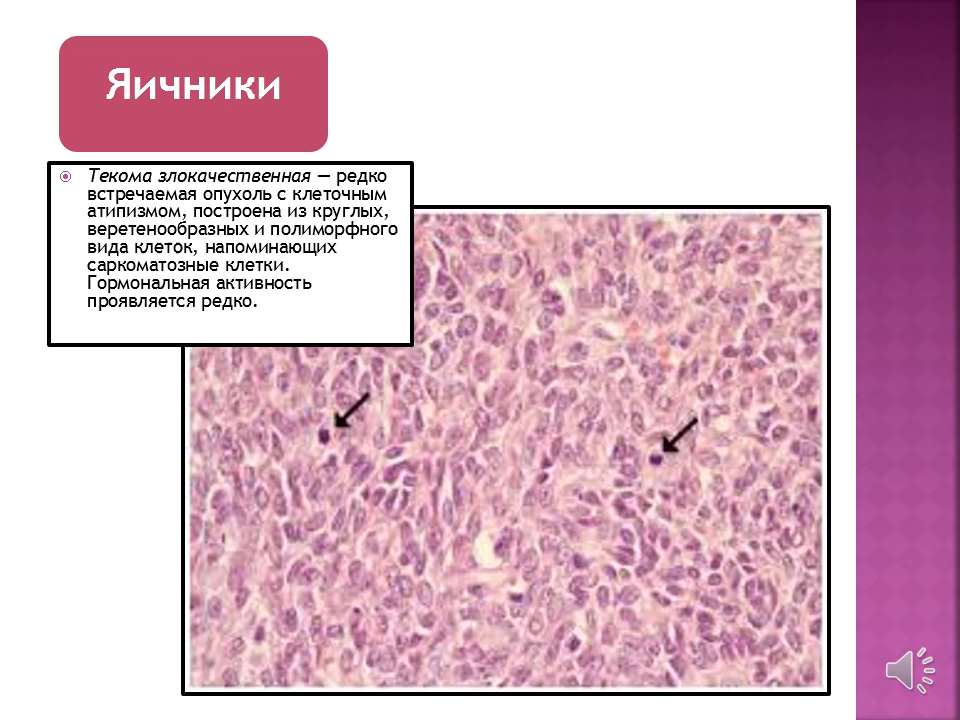 Яичники
Текома злокачественная — редко
встречаемая опухоль с клеточным
атипизмом, построена из круглых,
веретенообразных и полиморфного
вида клеток, напоминающих
саркоматозные клетки.
Гормональная активность
проявляется редко.